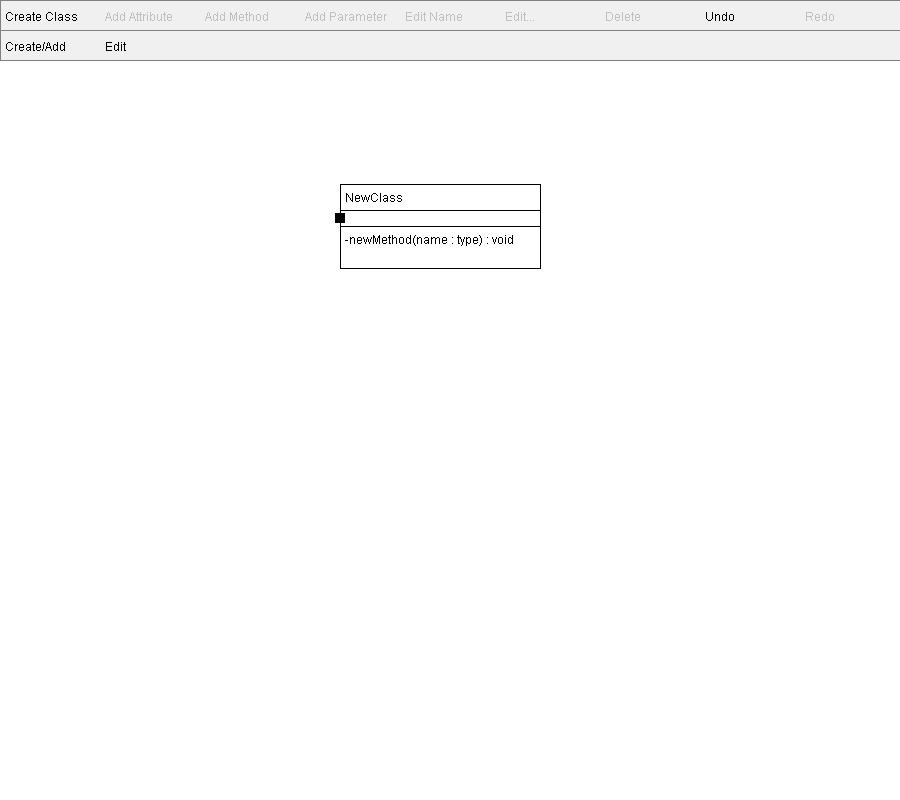 Create Class Add Attribute Add Method Add Parameter Edit Name Edit... Delete Undo Redo
Create/Add Edit
NewClass
-newMethod(name : type) : void